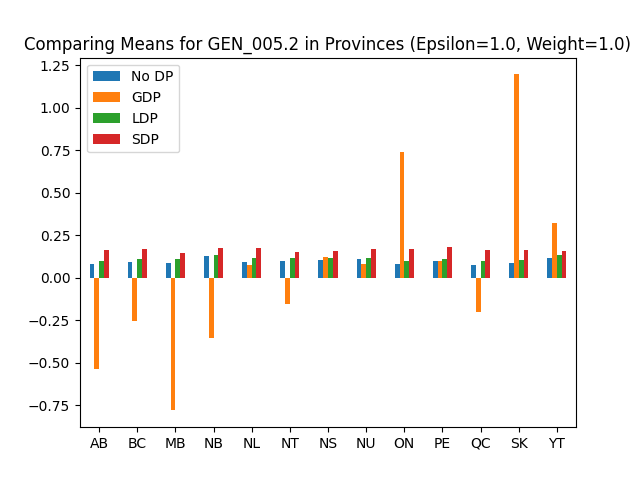 Comparing Means for GEN_005.2 in Provinces (Epsilon=1.0, Weight=1.0)
No DP
GDP
LDP
SDP
1.25
1.00
0.75
0.50
0.25
0.00
−0.25
−0.50
−0.75
AB BC MB NB NL NT NS NU ON PE QC SK YT